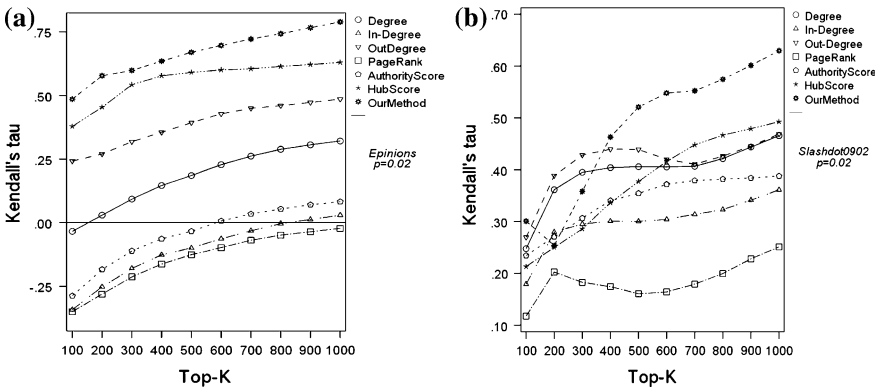 (a)
Kendall's tau
.75
.50
.25
.00
-.25
100 200 300 400 500 600 700 800 900 1000
Top-K
Degree
In-Degree
OutDegree
PageRank
AuthorityScore
HubScore
OurMethod
Epinions
p=0.02
(b)
Kendall's tau
.70
.60
.50
.40
.30
.20
.10
100 200 300 400 500 600 700 800 900 1000
Top-K
Degree
In-Degree
Out-Degree
PageRank
AuthorityScore
HubScore
OurMethod
Slashdot0902
p=0.02